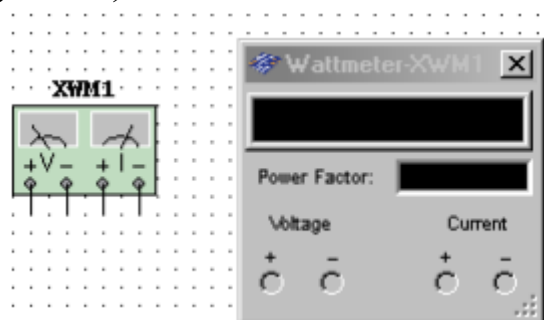 XWM1
+ V - + I -
Wattmeter-XWM1
Power Factor:
Voltage Current
+ - + -